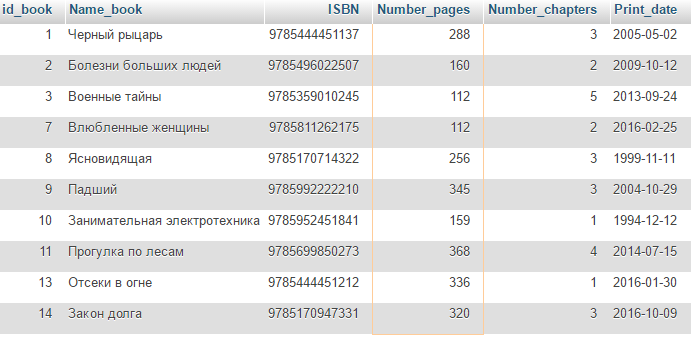 id_book Name_book ISBN Number_pages Number_chapters Print_date
1 Черный рыцарь 9785444451137 288 3 2005-05-02
2 Болезни больших людей 9785496022507 160 2 2009-10-12
3 Военные тайны 9785359010245 112 5 2013-09-24
7 Влюбленные женщины 9785811262175 112 2 2016-02-25
8 Ясновидящая 9785170714322 256 3 1999-11-11
9 Падший 9785992222210 345 3 2004-10-29
10 Занимательная электротехника 9785952451841 159 1 1994-12-12
11 Прогулка по лесам 9785699850273 368 4 2014-07-15
13 Отсеки в огне 9785444451212 336 1 2016-01-30
14 Закон долга 9785170947331 320 3 2016-10-09